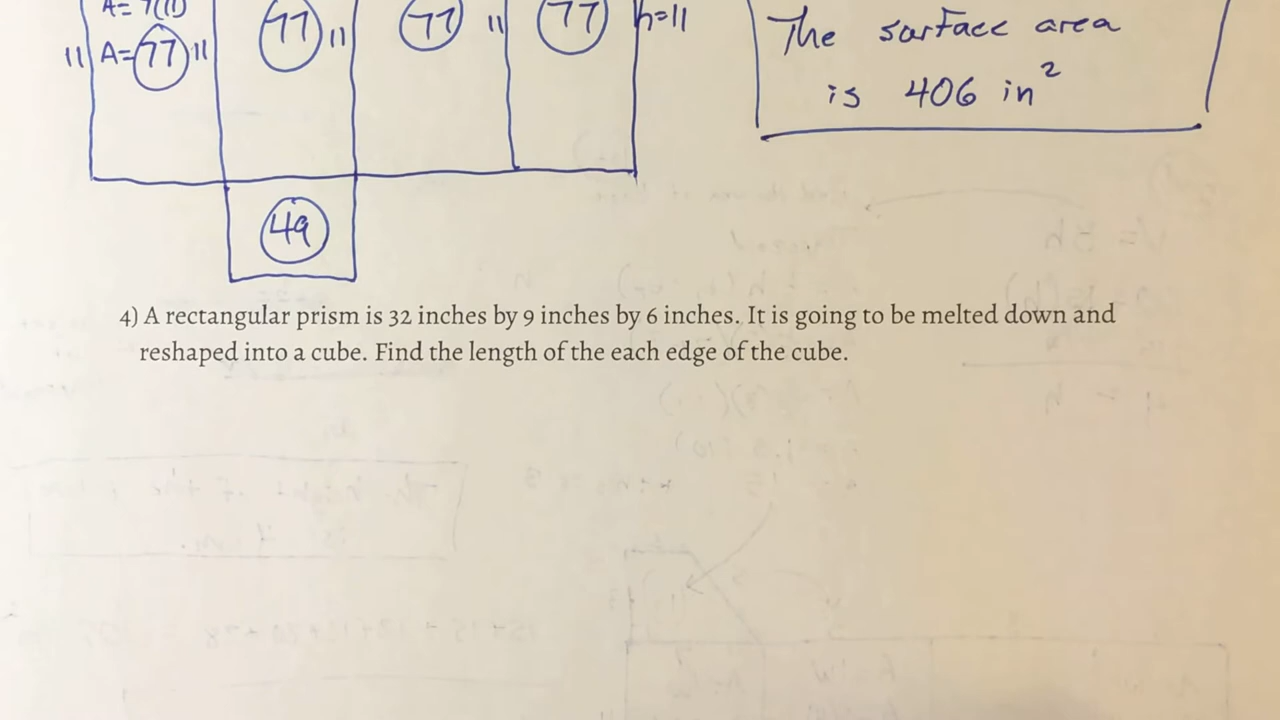 A= 7(11)
11 A=77 11 77 11 77 11 77 h=11
The surface area
is 406 in²
49
4) A rectangular prism is 32 inches by 9 inches by 6 inches. It is going to be melted down and
reshaped into a cube. Find the length of the each edge of the cube.